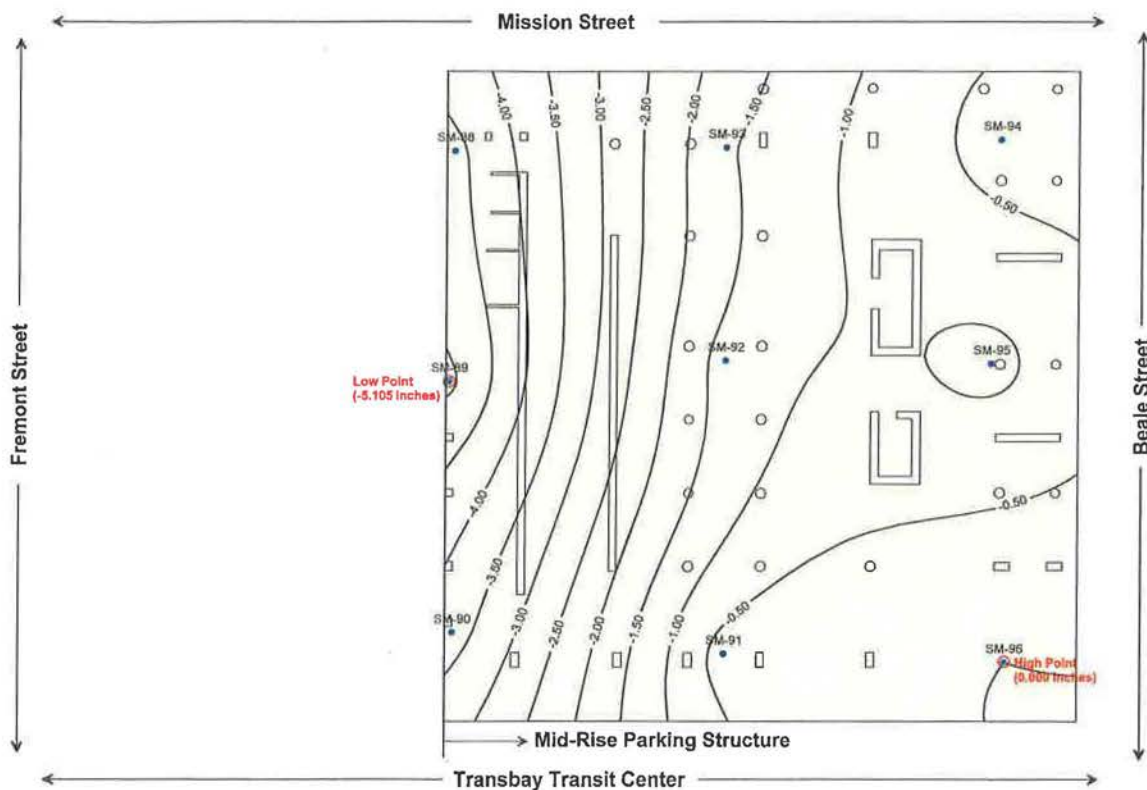 Mission Street
-4.00
-3.50
-3.00
-2.50
-2.00
-1.50
-1.00
SM-88
SM-93
SM-94
-0.50
SM-89
Low Point
(-5.105 inches)
SM-92
SM-95
Fremont Street
Beale Street
-4.00
-0.50
-3.50
SM-90
-3.00
-2.50
-2.00
-1.50
-1.00
-0.50
SM-91
SM-96
High Point
(0.000 inches)
Mid-Rise Parking Structure
Transbay Transit Center